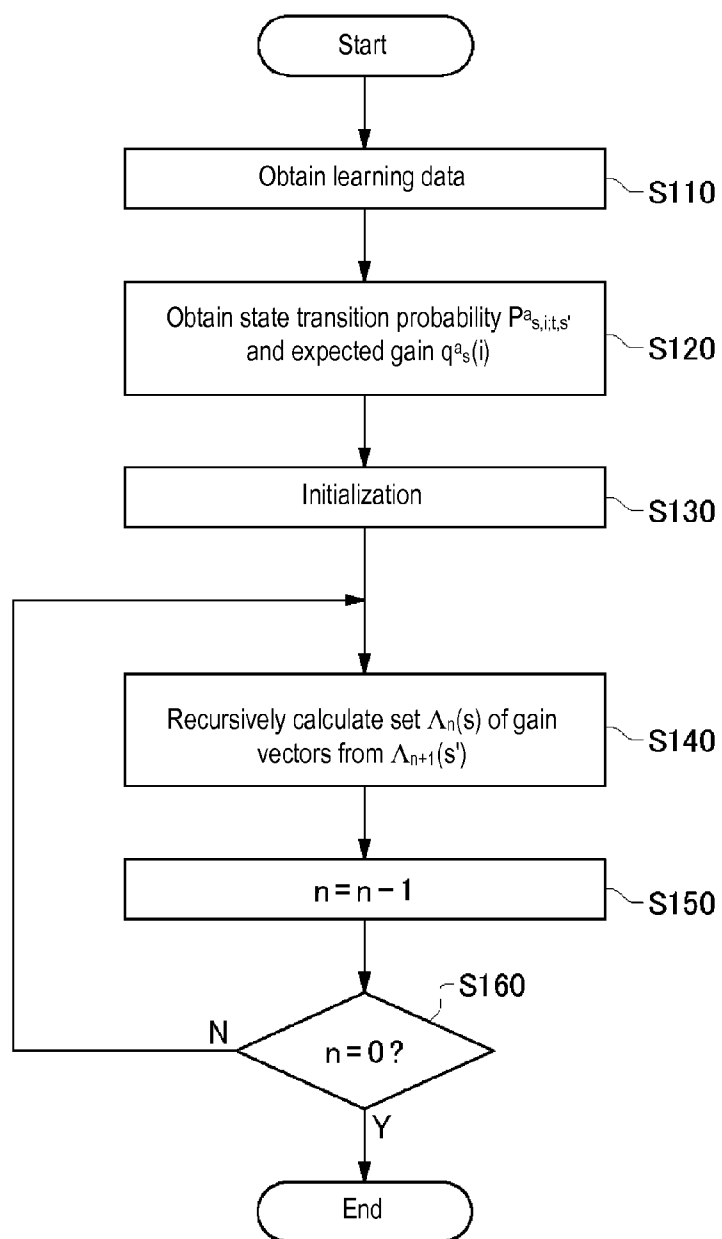 Start
Obtain learning data
S110
Obtain state transition probability Pᵃs,i;t,s'
and expected gain qᵃs(i)
S120
Initialization
S130
Recursively calculate set Λn(s) of gain
vectors from Λn+1(s')
S140
n=n−1
S150
S160
N
n=0?
Y
End